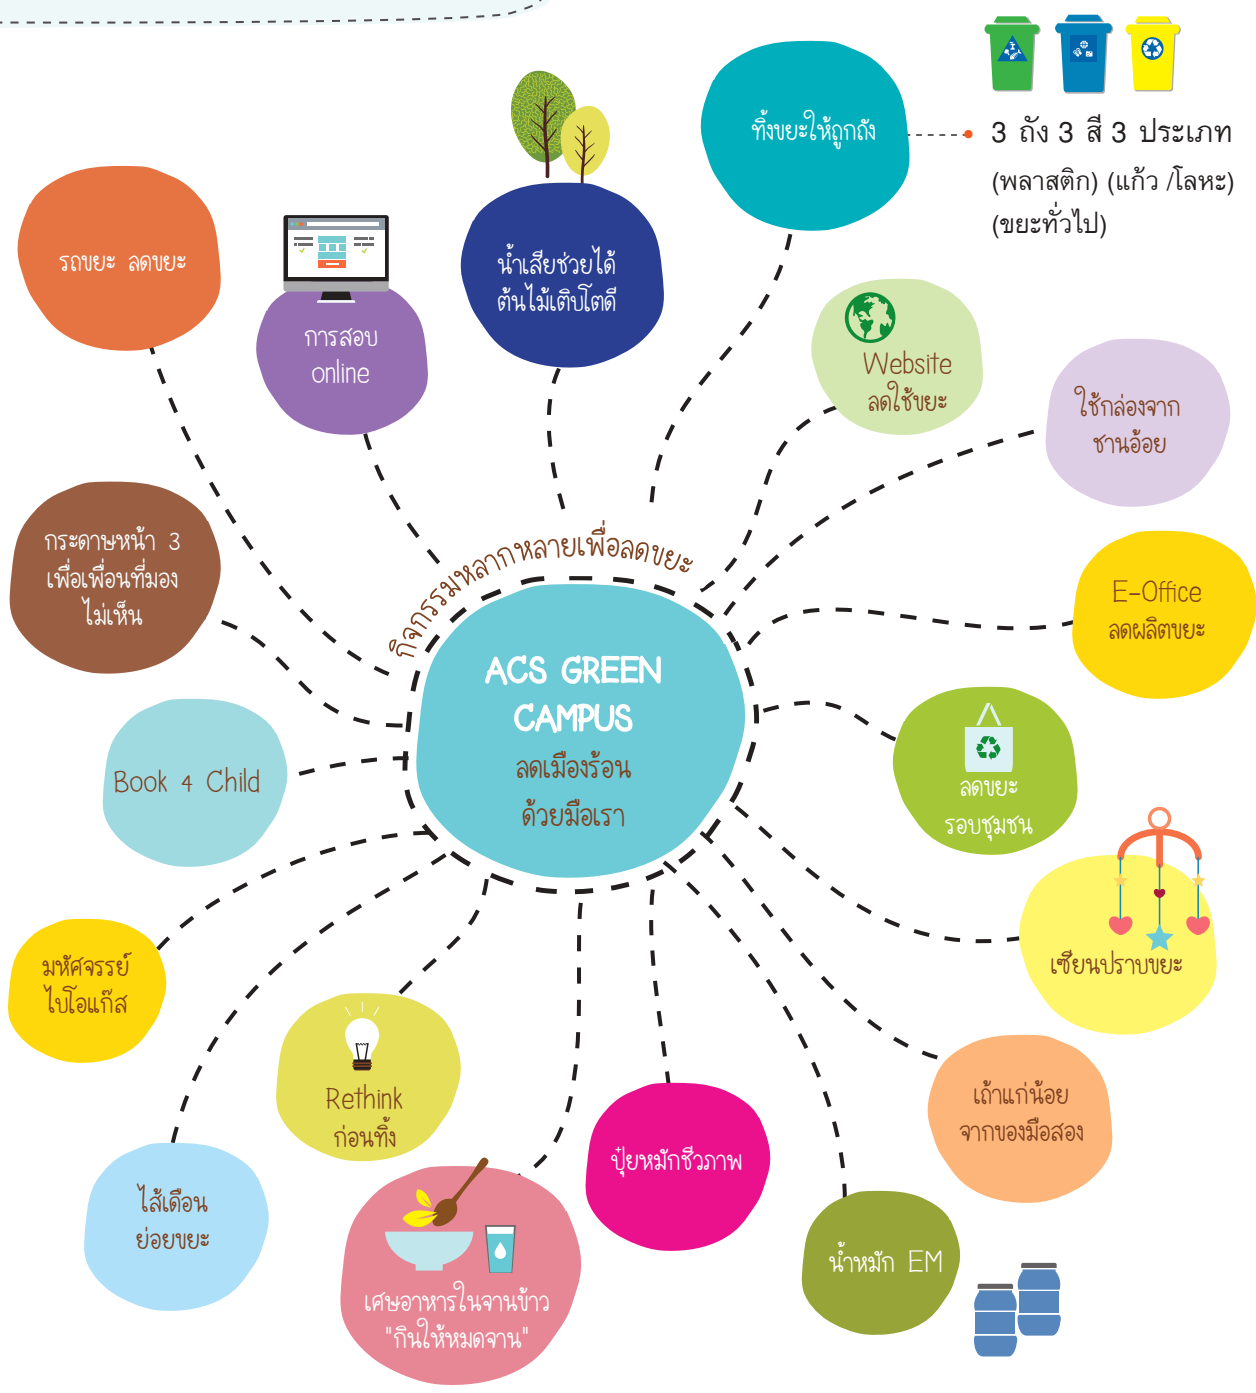 ทิ้งขยะให้ถูกถัง
3 ถัง 3 สี 3 ประเภท
(พลาสติก) (แก้ว /โลหะ)
(ขยะทั่วไป)
รถขยะ ลดขยะ
น้ำเสียช่วยได้
ต้นไม้เติบโตดี
การสอบ
online
Website
ลดใช้ขยะ
ใช้กล่องจาก
ชานอ้อย
กระดาษหน้า 3
เพื่อเพื่อนที่มอง
ไม่เห็น
กิจกรรมหลากหลายเพื่อลดขยะ
E-Office
ลดผลิตขยะ
ACS GREEN
CAMPUS
ลดเมืองร้อน
ด้วยมือเรา
Book 4 Child
ลดขยะ
รอบชุมชน
มหัศจรรย์
ไบโอแก๊ส
เซียนปราบขยะ
Rethink
ก่อนทิ้ง
เถ้าแก่น้อย
จากของมือสอง
ปุ๋ยหมักชีวภาพ
ไส้เดือน
ย่อยขยะ
น้ำหมัก EM
เศษอาหารในจานข้าว
"กินให้หมดจาน"